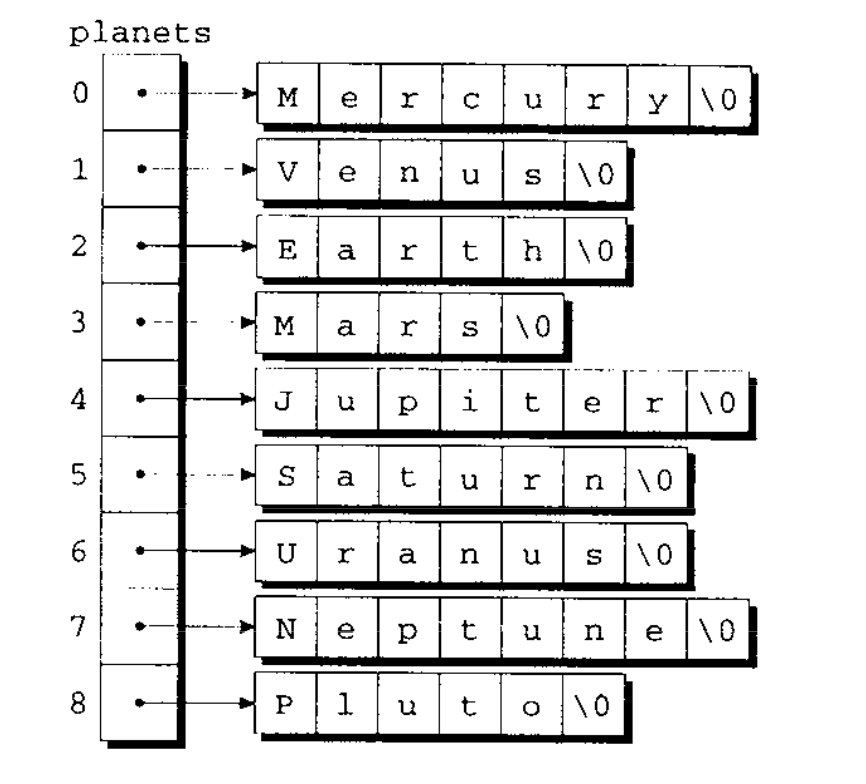 planets
0 M e r c u r y \0
1 V e n u s \0
2 E a r t h \0
3 M a r s \0
4 J u p i t e r \0
5 S a t u r n \0
6 U r a n u s \0
7 N e p t u n e \0
8 P l u t o \0